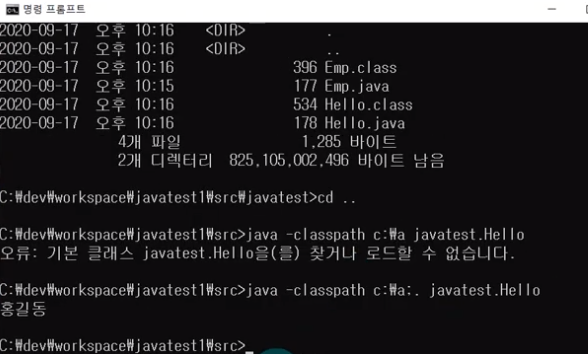 명령 프롬프트
2020-09-17 오후 10:16 <DIR> .
2020-09-17 오후 10:16 <DIR> ..
2020-09-17 오후 10:16 396 Emp.class
2020-09-17 오후 10:15 177 Emp.java
2020-09-17 오후 10:16 534 Hello.class
2020-09-17 오후 10:16 178 Hello.java
4개 파일 1,285 바이트
2개 디렉터리 825,105,002,496 바이트 남음
C:₩dev₩workspace₩javatest1₩src₩javatest>cd ..
C:₩dev₩workspace₩javatest1₩src>java -classpath c:₩a javatest.Hello
오류: 기본 클래스 javatest.Hello을(를) 찾거나 로드할 수 없습니다.
C:₩dev₩workspace₩javatest1₩src>java -classpath c:₩a;. javatest.Hello
홍길동
C:₩dev₩workspace₩javatest1₩src>